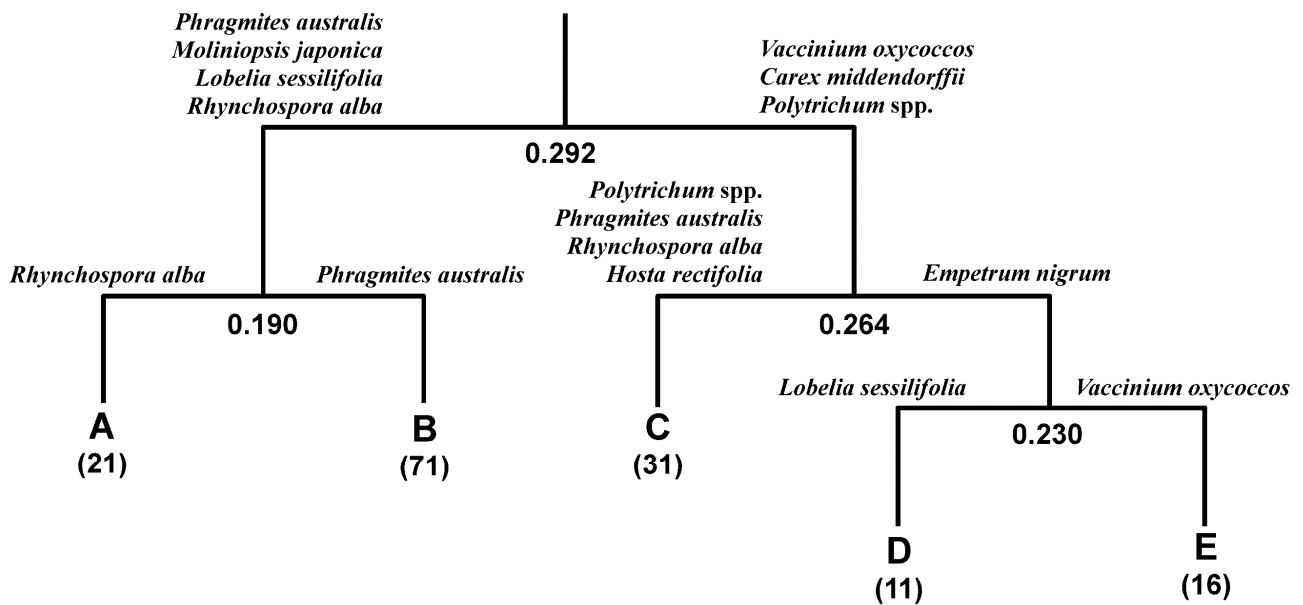 Phragmites australis
Moliniopsis japonica
Lobelia sessilifolia
Rhynchospora alba
Vaccinium oxycoccos
Carex middendorffii
Polytrichum spp.
0.292
Polytrichum spp.
Phragmites australis
Rhynchospora alba
Hosta rectifolia
Rhynchospora alba
Phragmites australis
Empetrum nigrum
0.190
0.264
Lobelia sessilifolia
Vaccinium oxycoccos
0.230
A
(21)
B
(71)
C
(31)
D
(11)
E
(16)